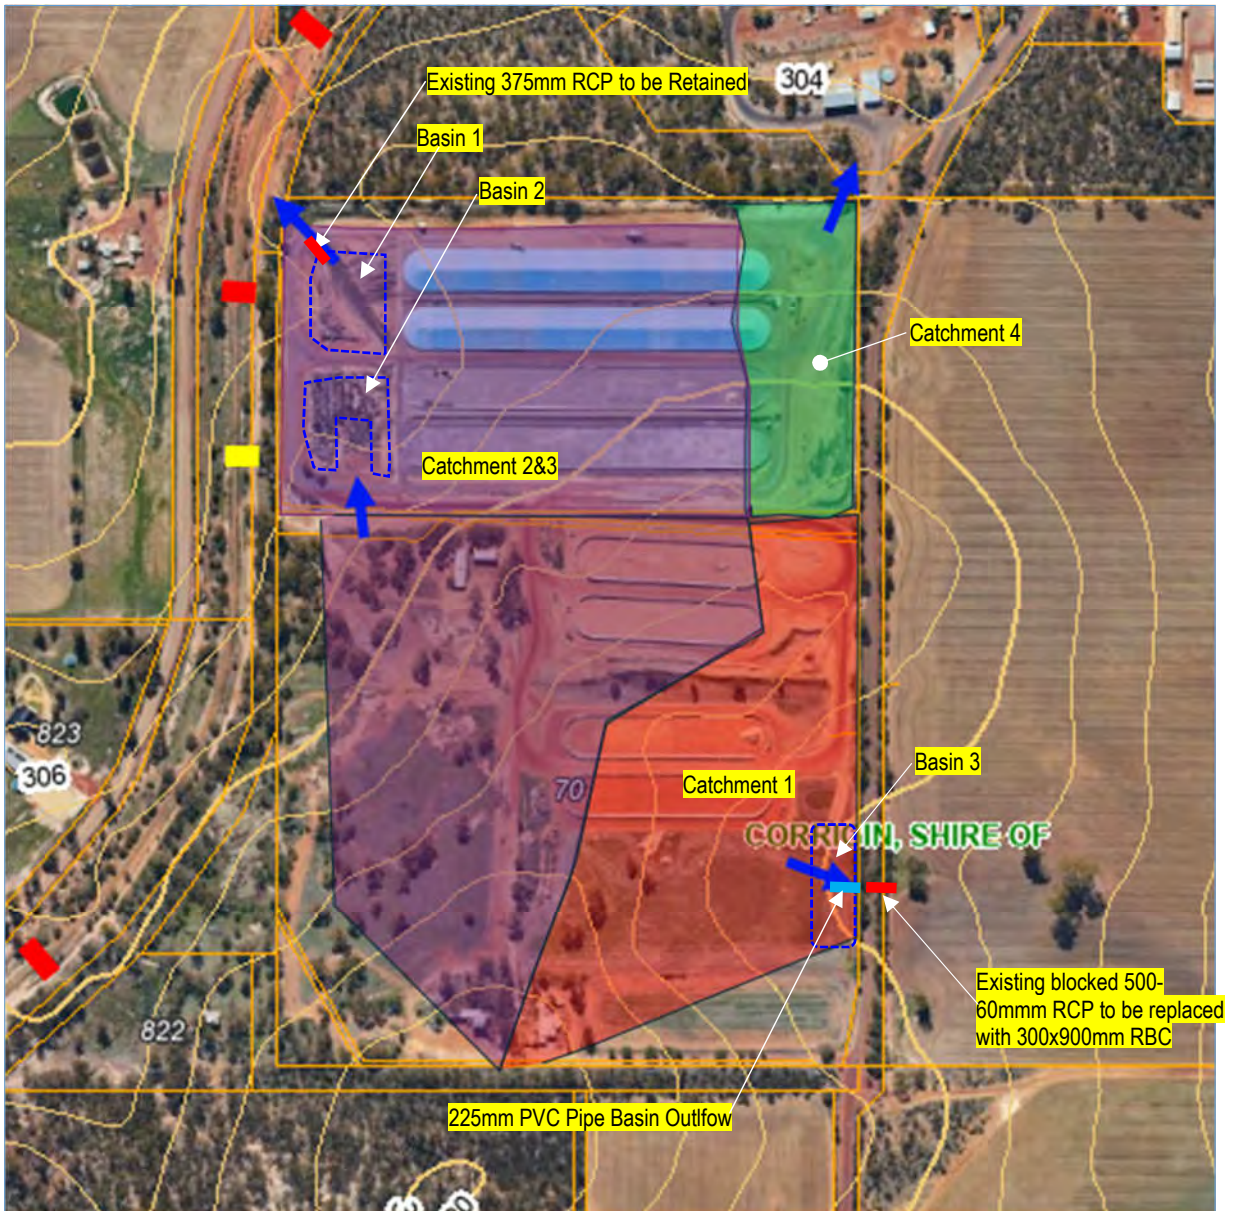 Existing 375mm RCP to be Retained
304
Basin 1
Basin 2
Catchment 4
Catchment 2&3
823
306
70
Catchment 1
Basin 3
CORRIGIN, SHIRE OF
822
Existing blocked 500-
60mmm RCP to be replaced
with 300x900mm RBC
225mm PVC Pipe Basin Outlfow